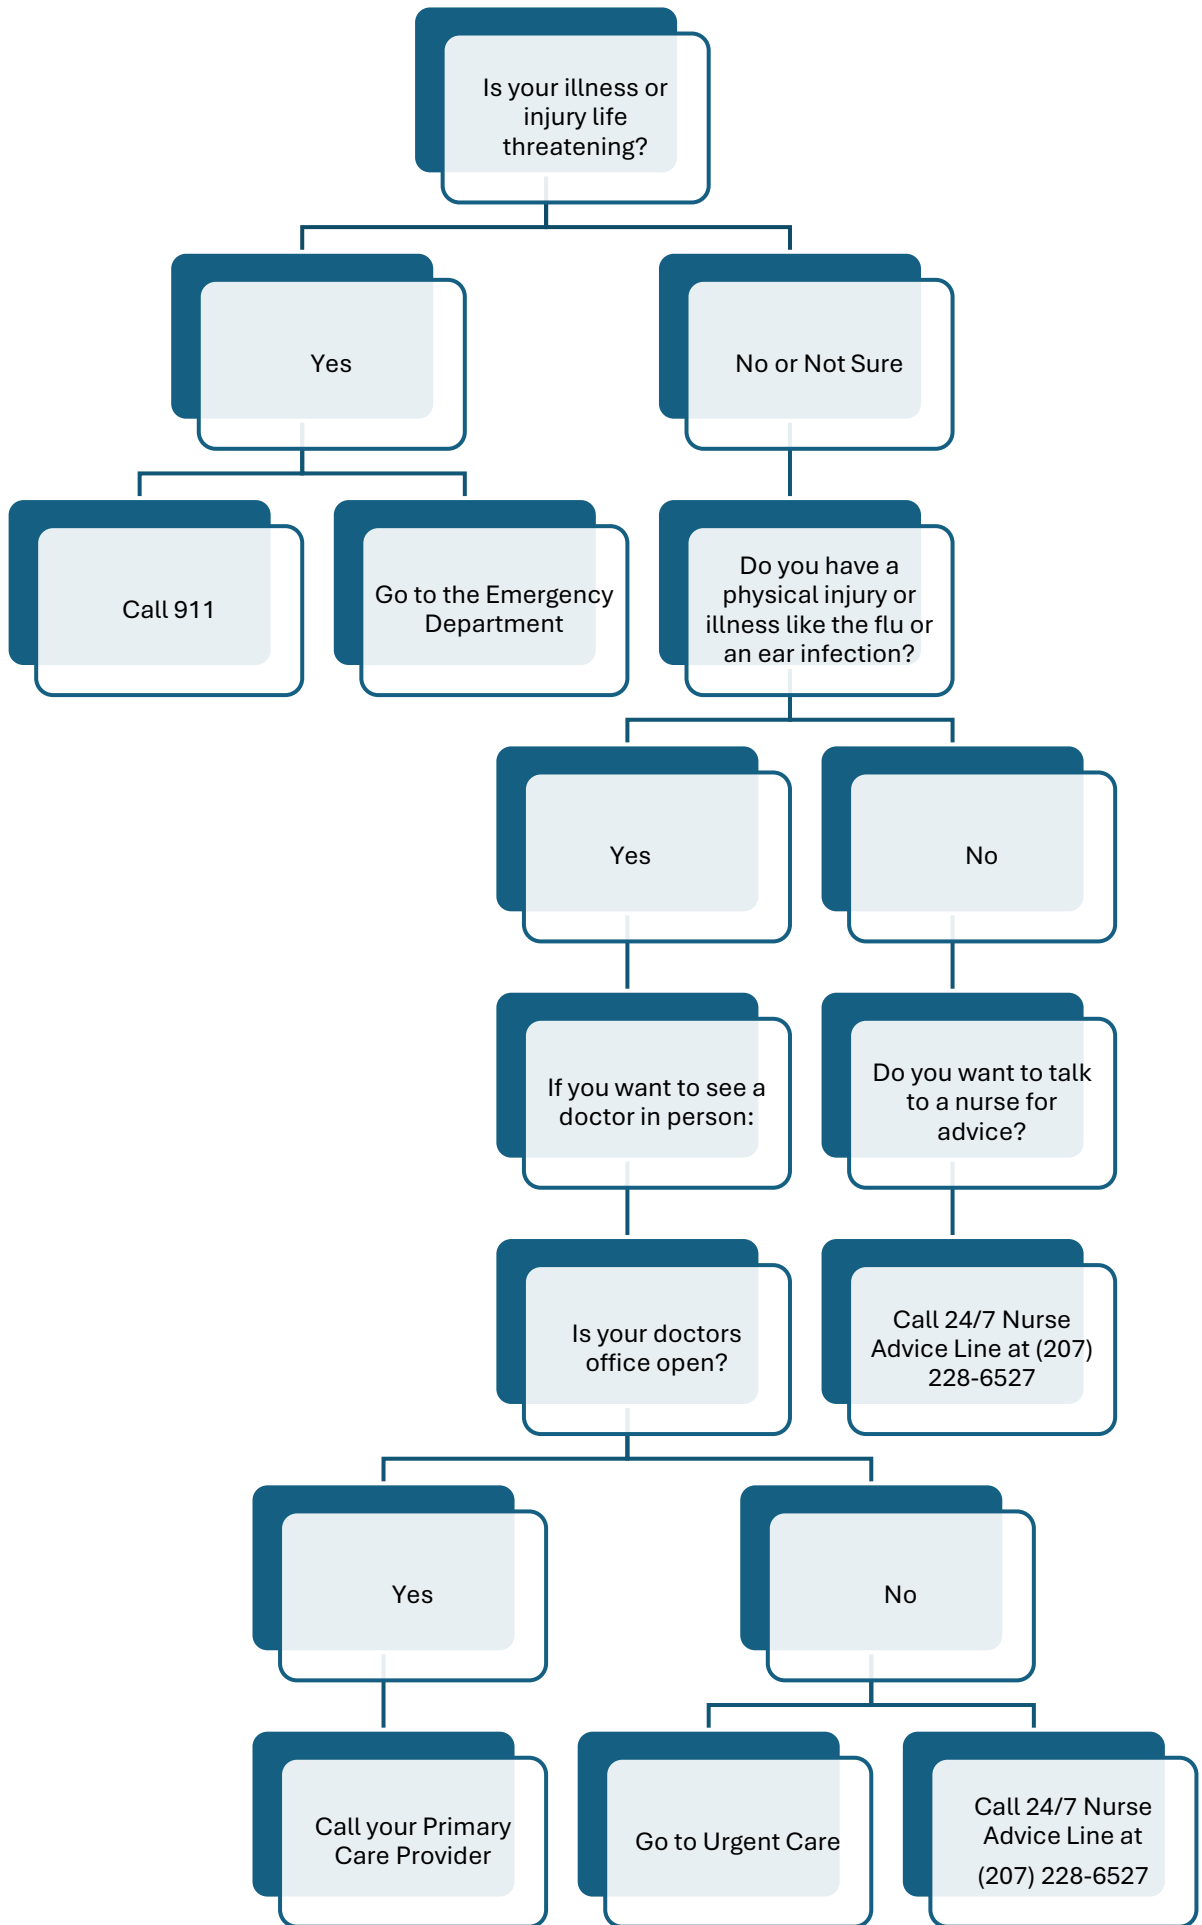 Is your illness or
injury life
threatening?
Yes
No or Not Sure
Call 911
Go to the Emergency
Department
Do you have a
physical injury or
illness like the flu or
an ear infection?
Yes
No
If you want to see a
doctor in person:
Do you want to talk
to a nurse for
advice?
Is your doctors
office open?
Call 24/7 Nurse
Advice Line at (207)
228-6527
Yes
No
Call your Primary
Care Provider
Go to Urgent Care
Call 24/7 Nurse
Advice Line at
(207) 228-6527